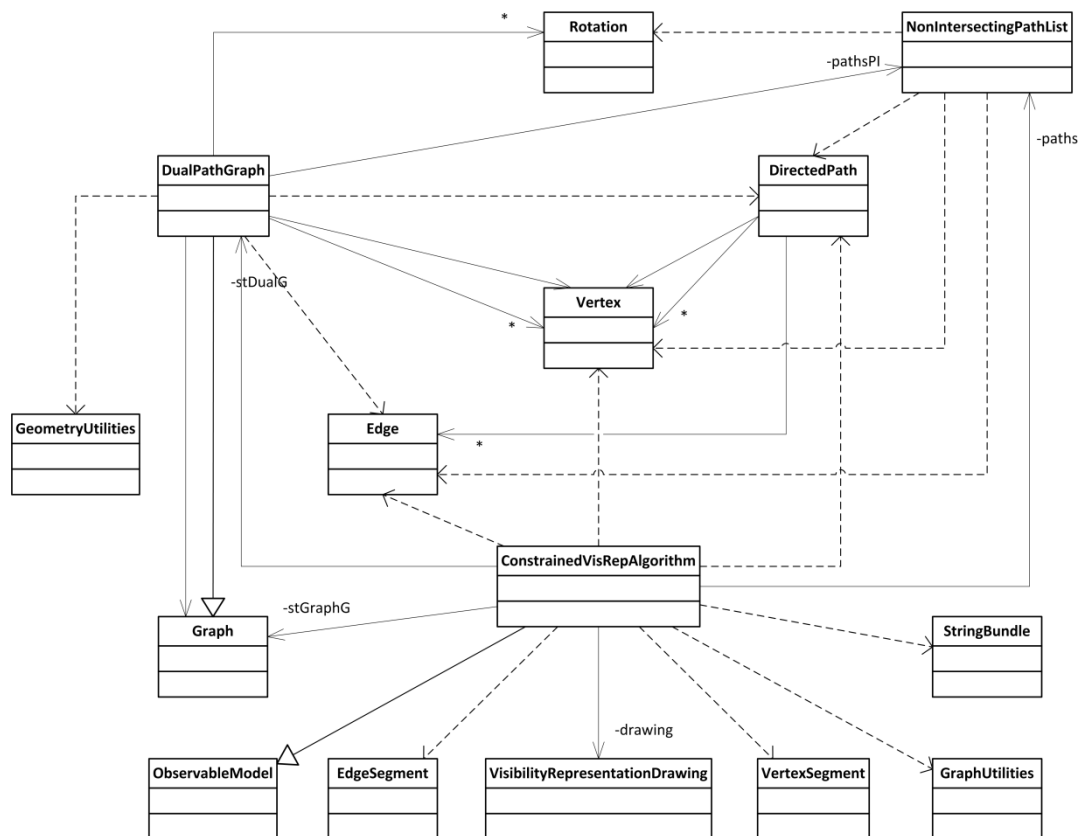 *
Rotation
NonIntersectingPathList
-pathsPI
-paths
DualPathGraph
DirectedPath
-stDualG
Vertex
*
*
GeometryUtilities
Edge
*
ConstrainedVisRepAlgorithm
-stGraphG
Graph
StringBundle
-drawing
ObservableModel
EdgeSegment
VisibilityRepresentationDrawing
VertexSegment
GraphUtilities